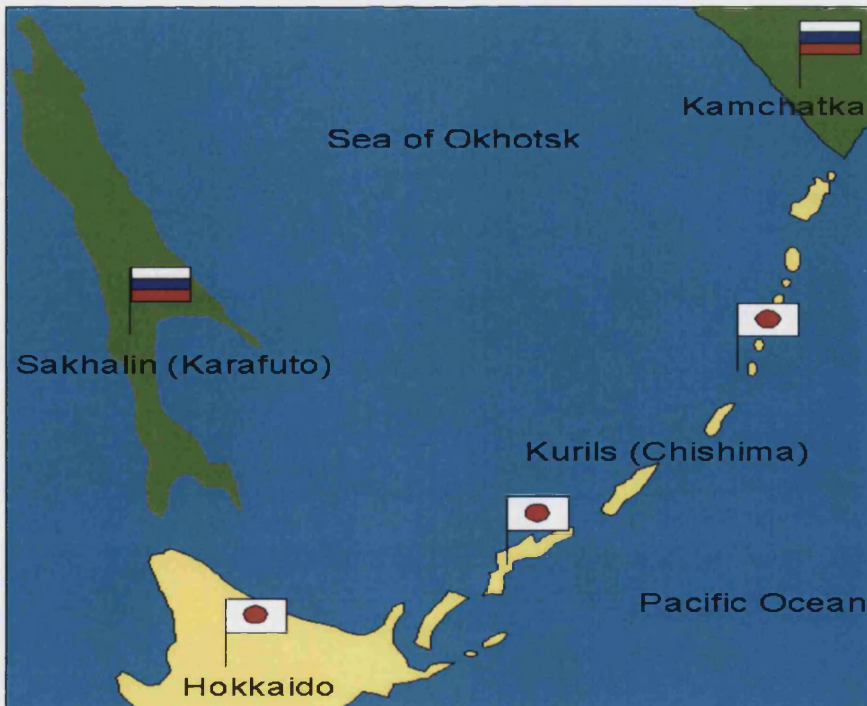 Kamchatka
Sea of Okhotsk
Sakhalin (Karafuto)
Kurils (Chishima)
Pacific Ocean
Hokkaido